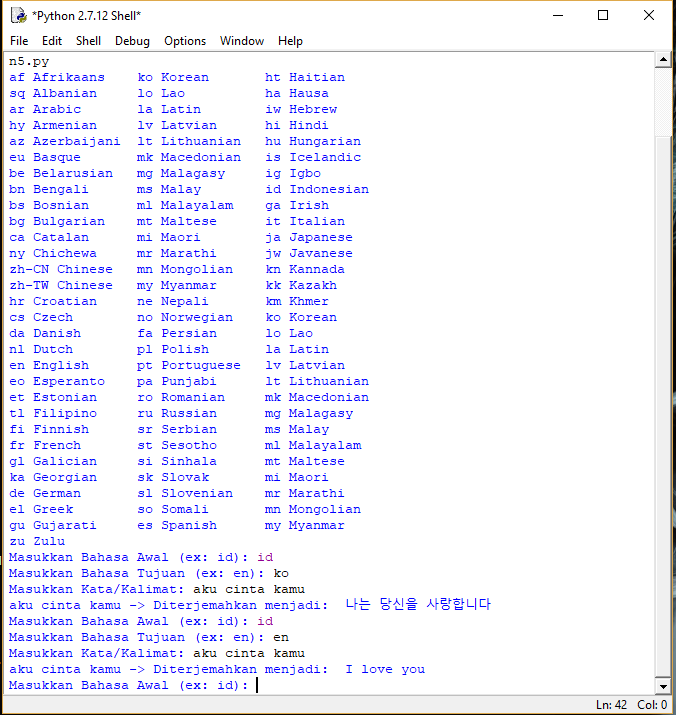 *Python 2.7.12 Shell*
File Edit Shell Debug Options Window Help
n5.py
af Afrikaans ko Korean ht Haitian
sq Albanian lo Lao ha Hausa
ar Arabic la Latin iw Hebrew
hy Armenian lv Latvian hi Hindi
az Azerbaijani lt Lithuanian hu Hungarian
eu Basque mk Macedonian is Icelandic
be Belarusian mg Malagasy ig Igbo
bn Bengali ms Malay id Indonesian
bs Bosnian ml Malayalam ga Irish
bg Bulgarian mt Maltese it Italian
ca Catalan mi Maori ja Japanese
ny Chichewa mr Marathi jw Javanese
zh-CN Chinese mn Mongolian kn Kannada
zh-TW Chinese my Myanmar kk Kazakh
hr Croatian ne Nepali km Khmer
cs Czech no Norwegian ko Korean
da Danish fa Persian lo Lao
nl Dutch pl Polish la Latin
en English pt Portuguese lv Latvian
eo Esperanto pa Punjabi lt Lithuanian
et Estonian ro Romanian mk Macedonian
tl Filipino ru Russian mg Malagasy
fi Finnish sr Serbian ms Malay
fr French st Sesotho ml Malayalam
gl Galician si Sinhala mt Maltese
ka Georgian sk Slovak mi Maori
de German sl Slovenian mr Marathi
el Greek so Somali mn Mongolian
gu Gujarati es Spanish my Myanmar
zu Zulu
Masukkan Bahasa Awal (ex: id): id
Masukkan Bahasa Tujuan (ex: en): ko
Masukkan Kata/Kalimat: aku cinta kamu
aku cinta kamu -> Diterjemahkan menjadi: 나는 당신을 사랑합니다
Masukkan Bahasa Awal (ex: id): id
Masukkan Bahasa Tujuan (ex: en): en
Masukkan Kata/Kalimat: aku cinta kamu
aku cinta kamu -> Diterjemahkan menjadi: I love you
Masukkan Bahasa Awal (ex: id):
Ln: 42 Col: 0